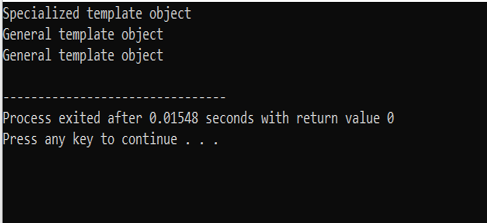 Specialized template object
General template object
General template object
--------------------------------
Process exited after 0.01548 seconds with return value 0
Press any key to continue . . .